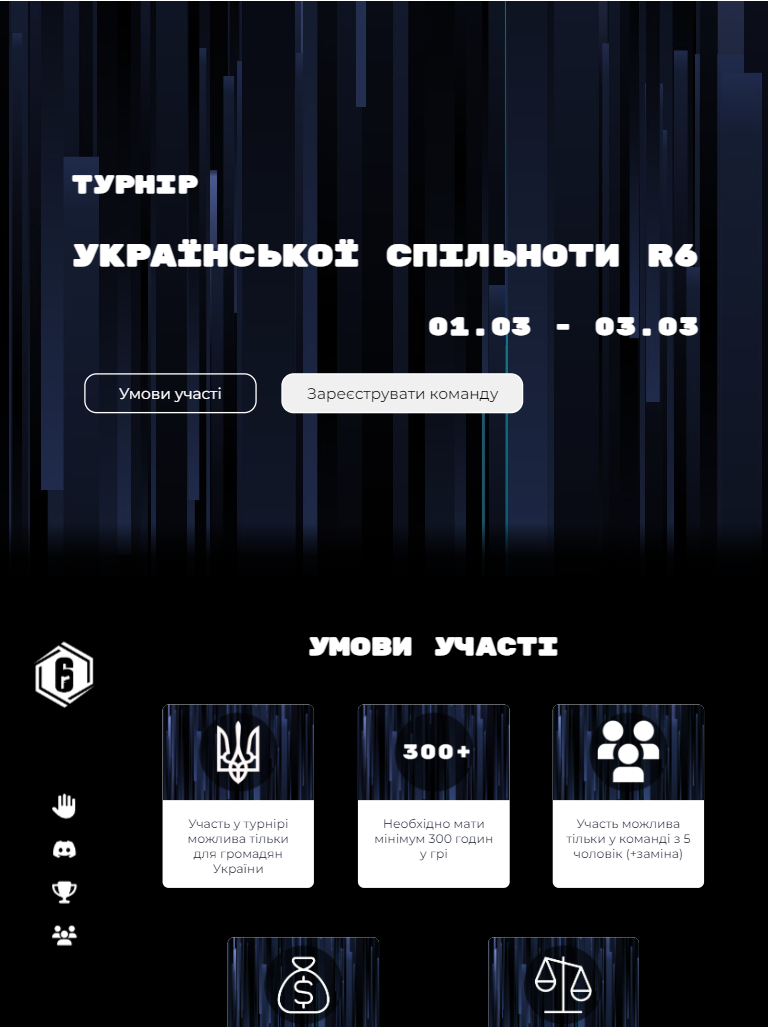 ТУРНІР
УКРАЇНСЬКОЇ СПІЛЬНОТИ R6
01.03 - 03.03
Умови участі
Зареєструвати команду
УМОВИ УЧАСТІ
6
300+
Участь у турнірі
можлива тільки
для громадян
України
Необхідно мати
мінімум 300 годин
у грі
Участь можлива
тільки у команді з 5
чоловік (+заміна)
$